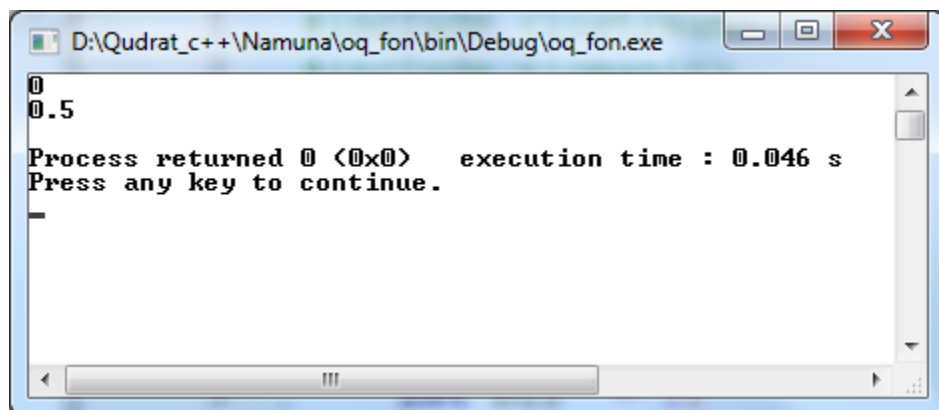 D:\Qudrat_c++\Namuna\oq_fon\bin\Debug\oq_fon.exe
0
0.5
Process returned 0 (0x0)   execution time : 0.046 s
Press any key to continue.